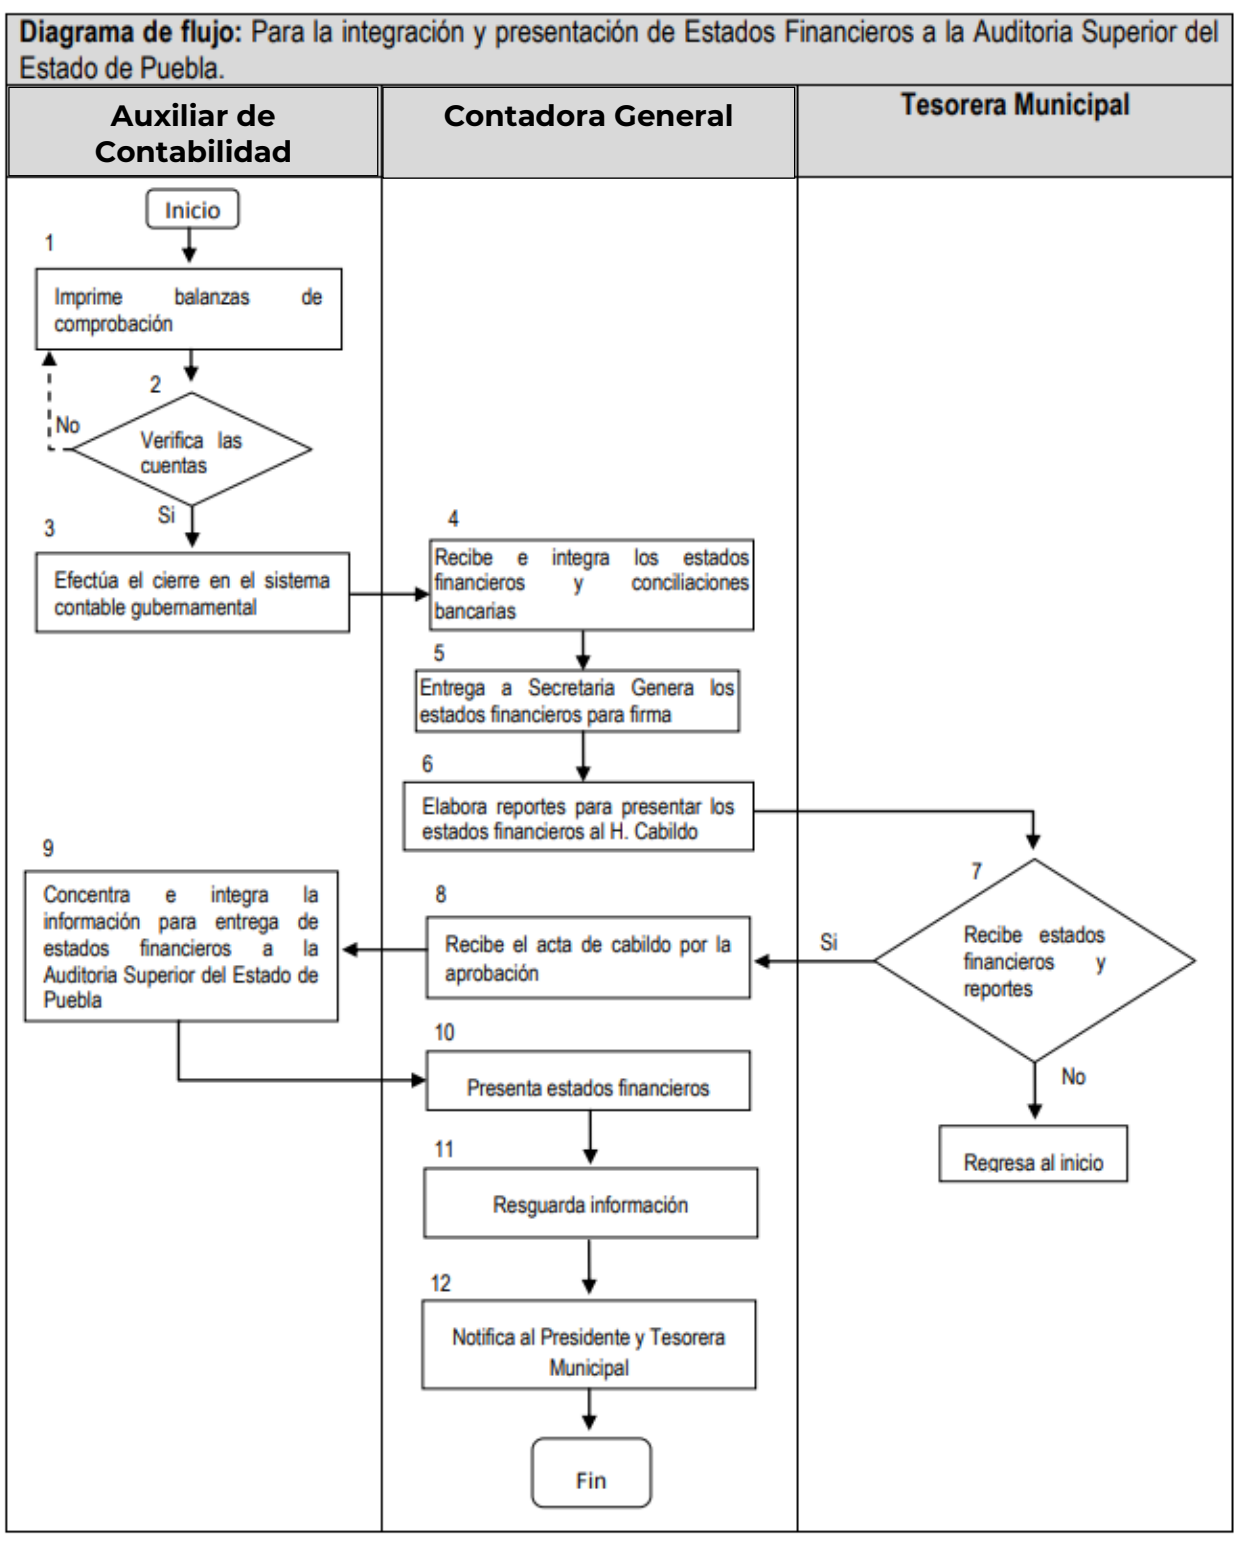 Diagrama de flujo: Para la integración y presentación de Estados Financieros a la Auditoria Superior del
Estado de Puebla.
Auxiliar de
Contabilidad
Contadora General
Tesorera Municipal
Inicio
1
Imprime balanzas de
comprobación
2
No
Verifica las
cuentas
Si
3
Efectúa el cierre en el sistema
contable gubernamental
4
Recibe e integra los estados
financieros y conciliaciones
bancarias
5
Entrega a Secretaria Genera los
estados financieros para firma
6
Elabora reportes para presentar los
estados financieros al H. Cabildo
7
Recibe estados
financieros y
reportes
Si
No
Regresa al inicio
8
Recibe el acta de cabildo por la
aprobación
9
Concentra e integra la
información para entrega de
estados financieros a la
Auditoria Superior del Estado de
Puebla
10
Presenta estados financieros
11
Resguarda información
12
Notifica al Presidente y Tesorera
Municipal
Fin